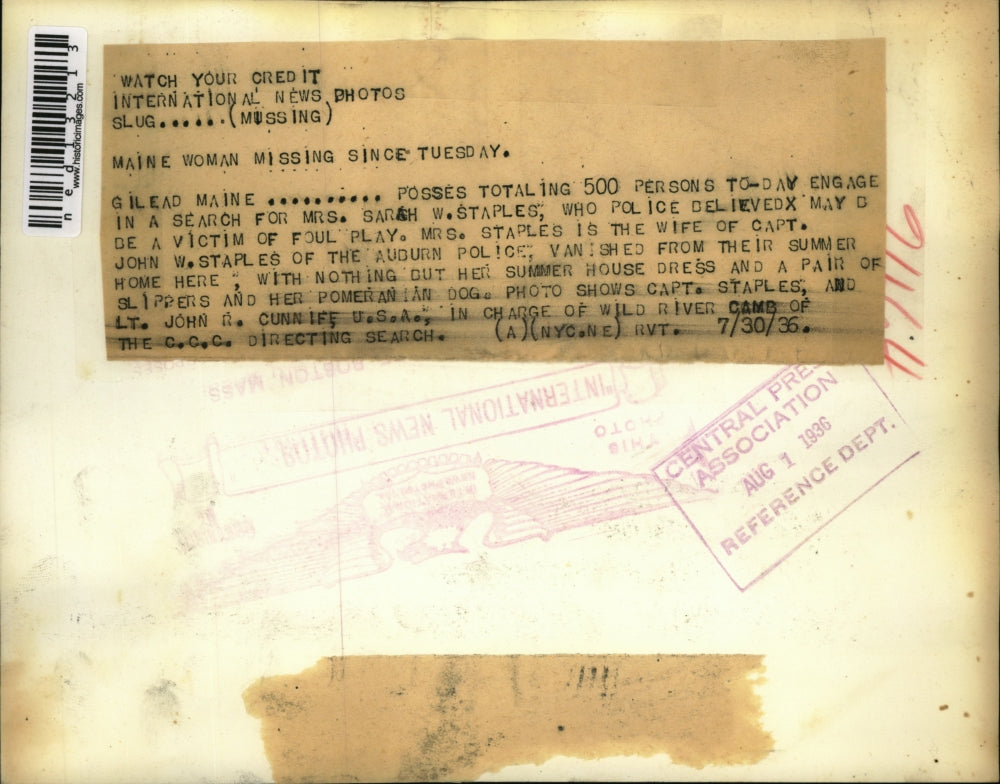 WATCH YOUR CREDIT
INTERNATIONAL NEWS PHOTOS
SLUG......(MISSING)
MAINE WOMAN MISSING SINCE TUESDAY.
GILEAD MAINE .......... POSSES TOTALING 500 PERSONS TO-DAY ENGAGE
IN A SEARCH FOR MRS. SARAH W.STAPLES, WHO POLICE BELIEVEDX MAY B
BE A VICTIM OF FOUL PLAY. MRS. STAPLES IS THE WIFE OF CAPT.
JOHN W.STAPLES OF THE AUBURN POLICE, VANISHED FROM THEIR SUMMER
HOME HERE , WITH NOTHING BUT HER SUMMER HOUSE DRESS AND A PAIR OF
SLIPPERS AND HER POMERANIAN DOG. PHOTO SHOWS CAPT. STAPLES, AND
LT. JOHN R. CUNNIFF, U.S.A., IN CHARGE OF WILD RIVER CAMB OF
THE C.C.C. DIRECTING SEARCH. (A)(NYC.NE) RVT. 7/30/36.
ned13213
www.historicimages.com
BOSTON, MASS
INTERNATIONAL NEWS PHOTOS
THIS
PHOTO
CENTRAL PRESS
ASSOCIATION
AUG 1 1936
REFERENCE DEPT.